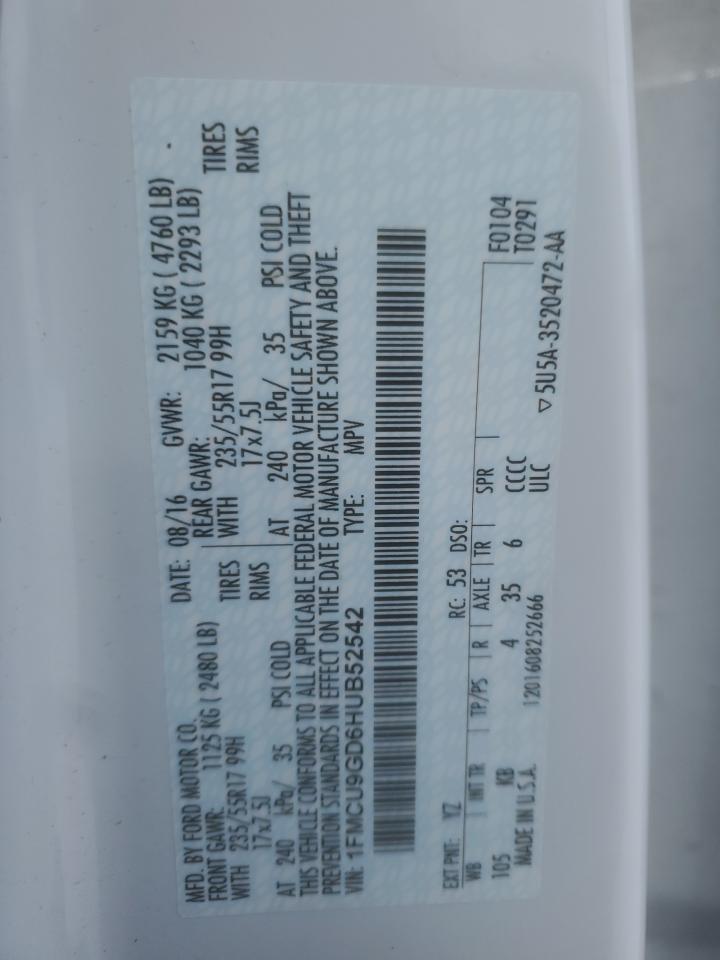 MFD. BY FORD MOTOR CO. DATE: 08/16 GVWR: 2159 KG ( 4760 LB)
FRONT GAWR: 1125 KG ( 2480 LB) REAR GAWR: 1040 KG ( 2293 LB)
WITH 235/55R17 99H TIRES WITH 235/55R17 99H TIRES
17x7.5J RIMS 17x7.5J RIMS
AT 240 kPa/ 35 PSI COLD AT 240 kPa/ 35 PSI COLD
THIS VEHICLE CONFORMS TO ALL APPLICABLE FEDERAL MOTOR VEHICLE SAFETY AND THEFT
PREVENTION STANDARDS IN EFFECT ON THE DATE OF MANUFACTURE SHOWN ABOVE.
VIN: 1FMCU9GD6HUB52542 TYPE: MPV
EXT PNT: YZ RC: 53 DSO:
WB INT TR TP/PS R AXLE TR SPR F0104
105 KB 4 35 6 CCCC T0291
MADE IN U.S.A. 1201608252666 ULC ▽5U5A-3520472-AA